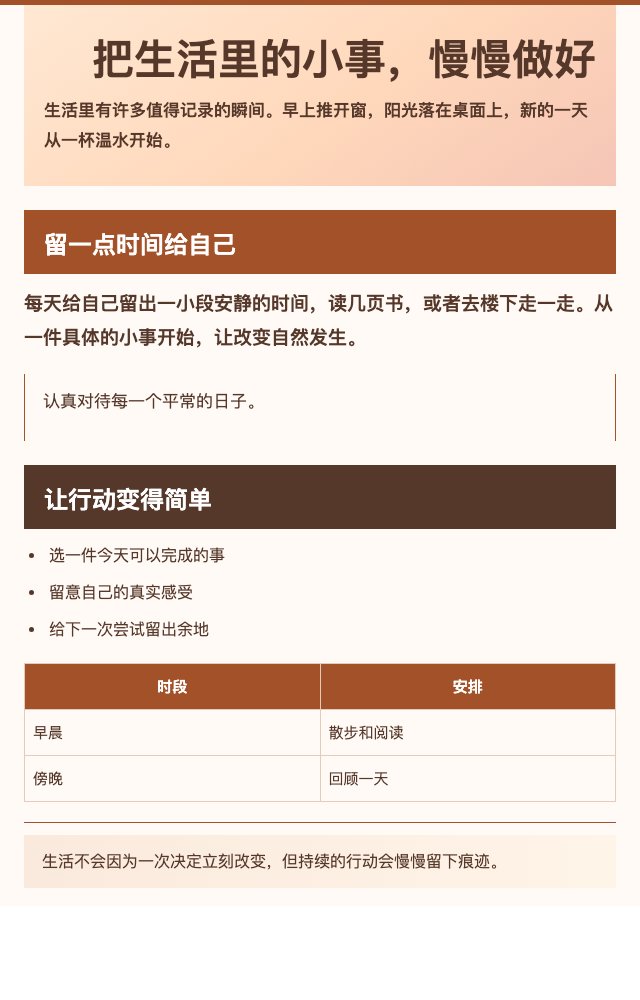 把生活里的小事，慢慢做好
生活里有许多值得记录的瞬间。早上推开窗，阳光落在桌面上，新的一天
从一杯温水开始。
留一点时间给自己
每天给自己留出一小段安静的时间，读几页书，或者去楼下走一走。从
一件具体的小事开始，让改变自然发生。
认真对待每一个平常的日子。
让行动变得简单
• 选一件今天可以完成的事
• 留意自己的真实感受
• 给下一次尝试留出余地
时段 安排
早晨 散步和阅读
傍晚 回顾一天
生活不会因为一次决定立刻改变，但持续的行动会慢慢留下痕迹。